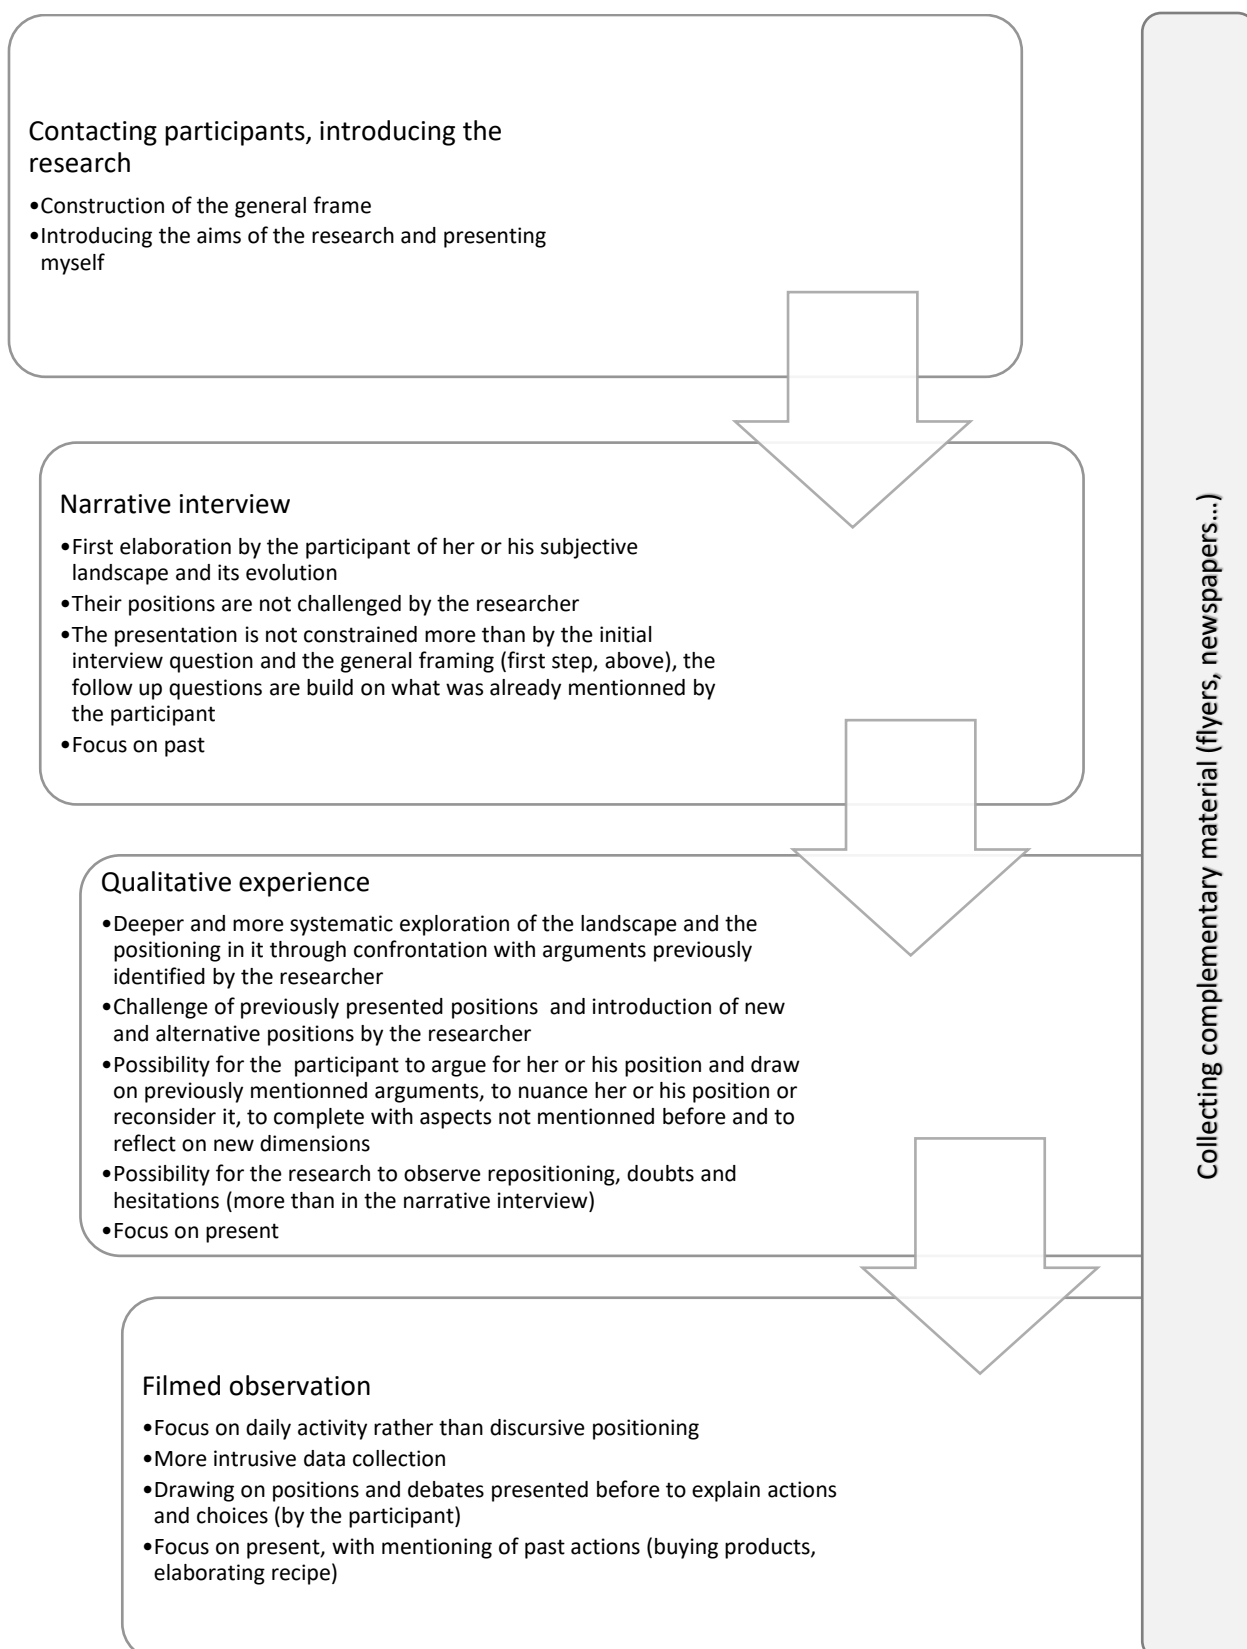 Contacting participants, introducing the
research
•Construction of the general frame
•Introducing the aims of the research and presenting
myself
Narrative interview
•First elaboration by the participant of her or his subjective
landscape and its evolution
•Their positions are not challenged by the researcher
•The presentation is not constrained more than by the initial
interview question and the general framing (first step, above), the
follow up questions are build on what was already mentionned by
the participant
•Focus on past
Qualitative experience
•Deeper and more systematic exploration of the landscape and the
positioning in it through confrontation with arguments previously
identified by the researcher
•Challenge of previously presented positions  and introduction of new
and alternative positions by the researcher
•Possibility for the  participant to argue for her or his position and draw
on previously mentionned arguments, to nuance her or his position or
reconsider it, to complete with aspects not mentionned before and to
reflect on new dimensions
•Possibility for the research to observe repositioning, doubts and
hesitations (more than in the narrative interview)
•Focus on present
Filmed observation
•Focus on daily activity rather than discursive positioning
•More intrusive data collection
•Drawing on positions and debates presented before to explain actions
and choices (by the participant)
•Focus on present, with mentioning of past actions (buying products,
elaborating recipe)
Collecting complementary material (flyers, newspapers...)